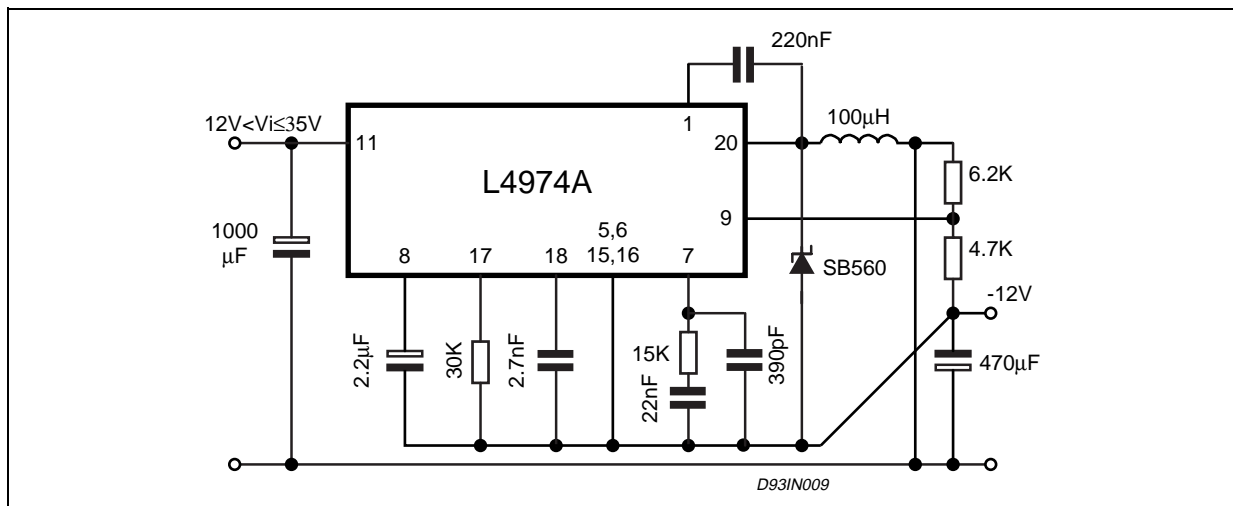 220nF
12V<Vi≤35V
11
1
20
100μH
L4974A
6.2K
9
1000
μF
8
17
18
5,6
15,16
7
4.7K
SB560
-12V
2.2μF
30K
2.7nF
15K
22nF
390pF
470μF
D93IN009